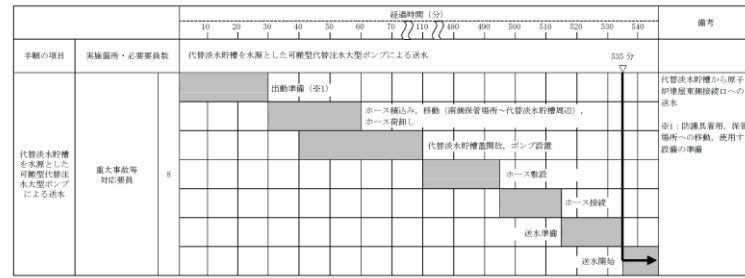 経過時間（分）
備考
10 20 30 40 50 60 70 80 480 490 500 510 520 530 540
手順の項目
実施箇所・必要要員数
代替淡水貯槽を水源とした可搬型代替注水大型ポンプによる送水
535 分
代替淡水貯槽
を水源とした
可搬型代替注
水大型ポンプ
による送水
重大事故等
対応要員
8
出動準備（※1）
ホース積込み，移動（南側保管場所～代替淡水貯槽周辺），
ホース荷卸し
代替淡水貯槽蓋開放，ポンプ設置
ホース敷設
ホース接続
送水準備
送水開始
代替淡水貯槽から原子
炉建屋東側接続口への
送水
※1：防護具着用，保管
場所への移動，使用す
設備の準備